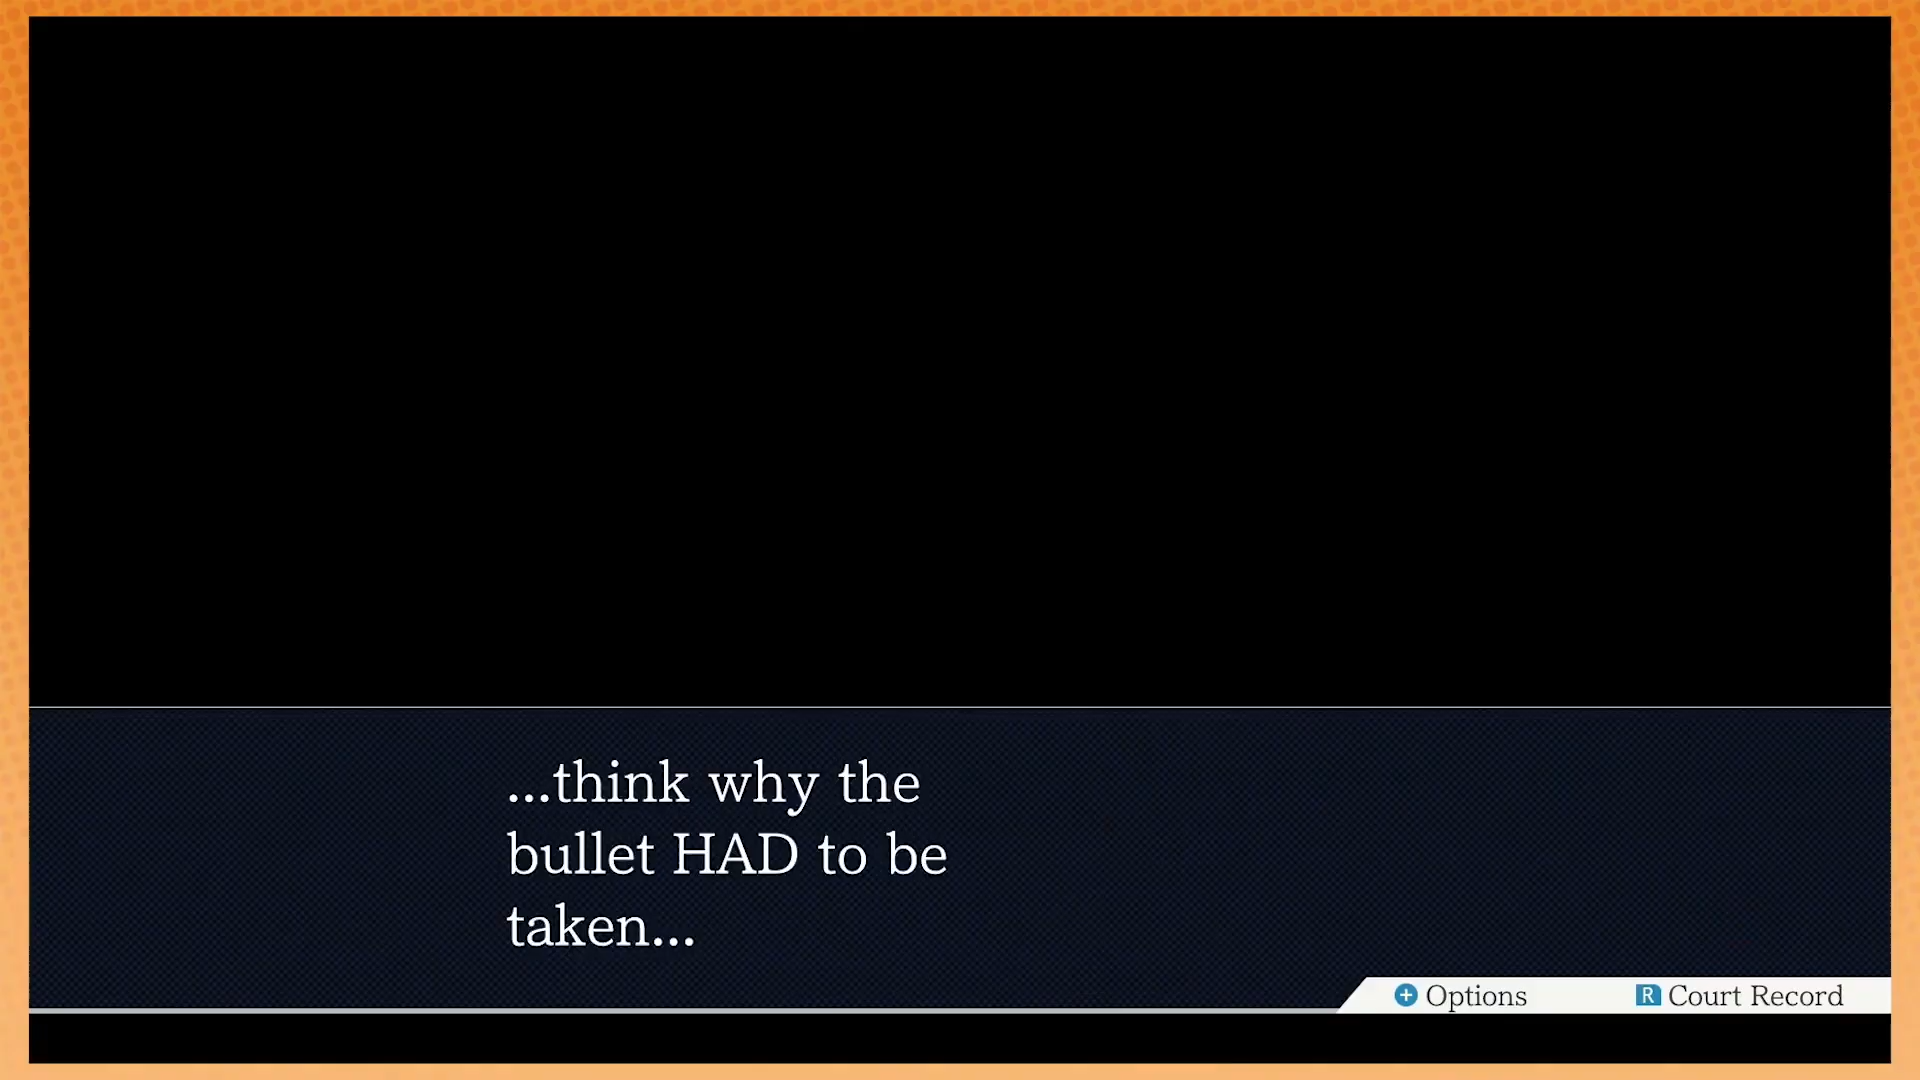 ...think why the
bullet HAD to be
taken...
+ Options
R Court Record